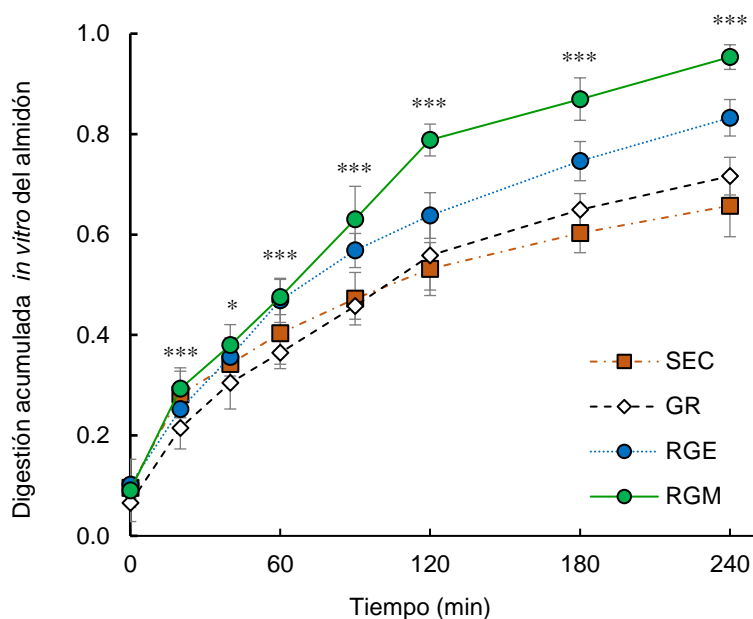 1.0
0.8
0.6
0.4
0.2
0.0
Digestión acumulada in vitro del almidón
***
*
***
***
***
***
***
SEC
GR
RGE
RGM
0 60 120 180 240
Tiempo (min)